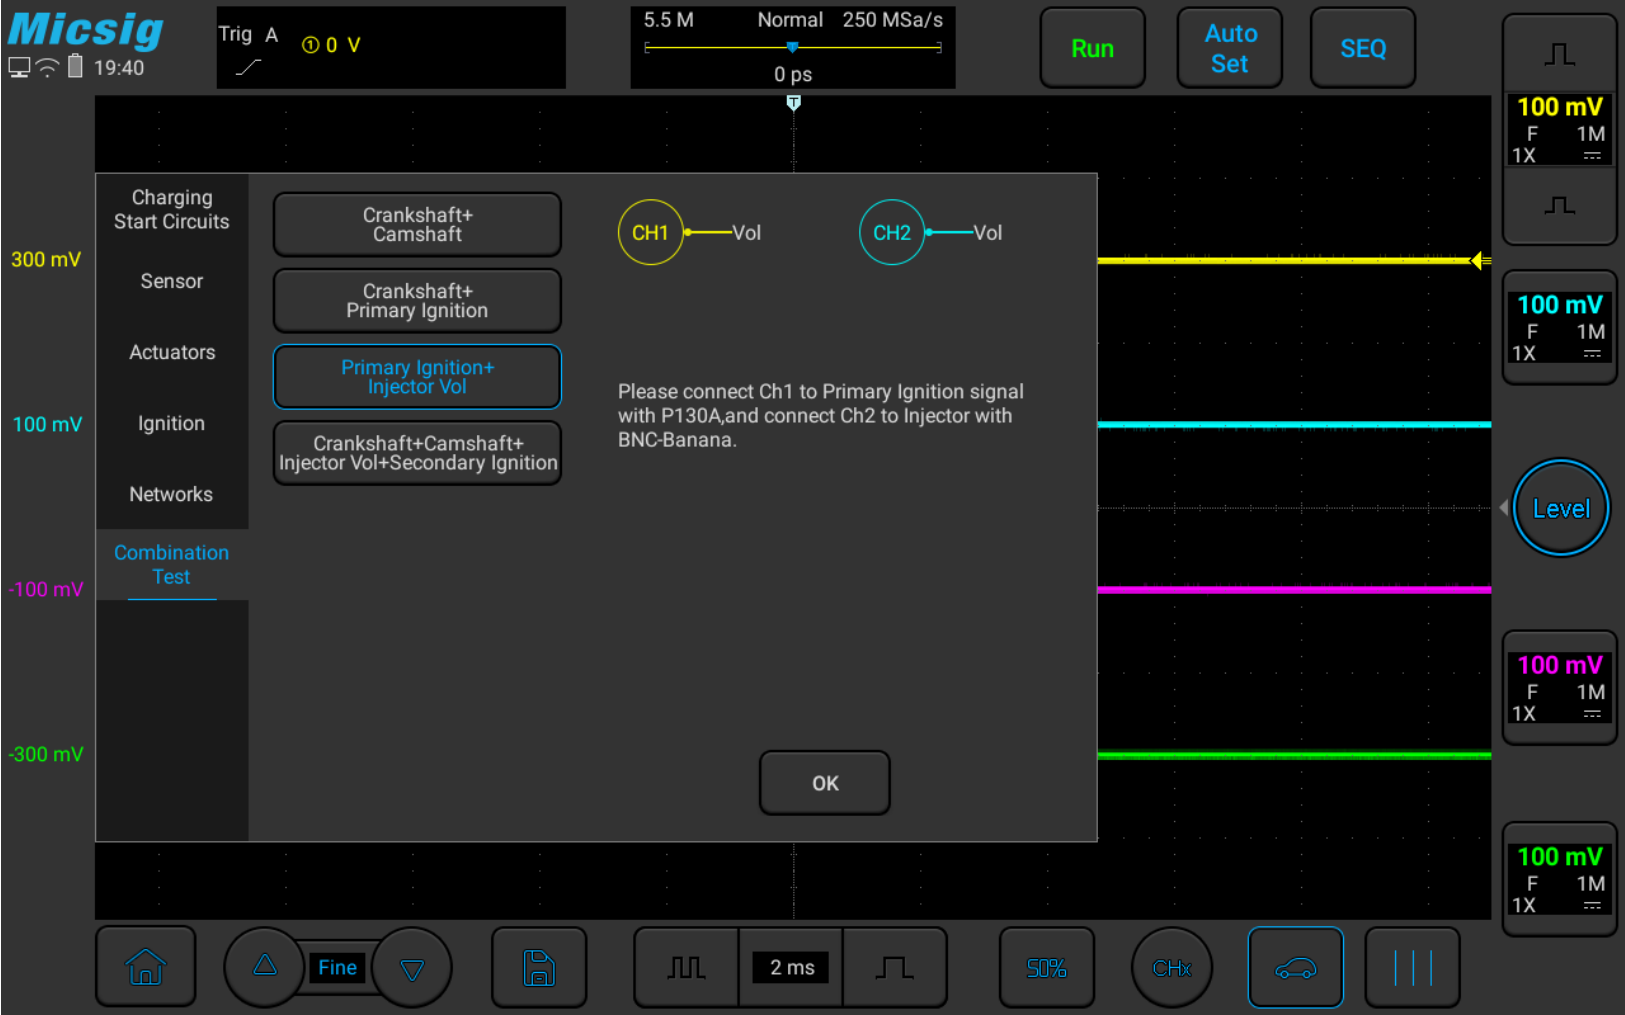 Micsig
19:40
Trig A
① 0 V
5.5 M Normal 250 MSa/s
0 ps
Run
Auto
Set
SEQ
T
100 mV
F 1M
1X
300 mV
100 mV
-100 mV
-300 mV
Charging
Start Circuits
Sensor
Actuators
Ignition
Networks
Combination
Test
Crankshaft+
Camshaft
Crankshaft+
Primary Ignition
Primary Ignition+
Injector Vol
Crankshaft+Camshaft+
Injector Vol+Secondary Ignition
CH1 Vol
CH2 Vol
Please connect Ch1 to Primary Ignition signal
with P130A,and connect Ch2 to Injector with
BNC-Banana.
OK
100 mV
F 1M
1X
Level
100 mV
F 1M
1X
100 mV
F 1M
1X
Fine
2 ms
50%
CHx